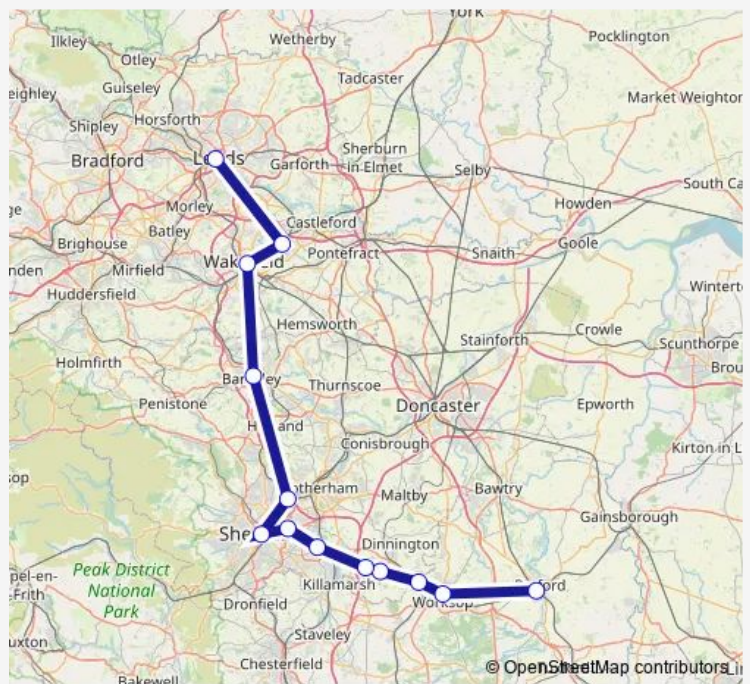 York
Ilkley
Wetherby
Pocklington
Otley
Tadcaster
Guiseley
eighley
Market Weighton
Horsforth
Shipley
Sherburn
in Elmet
Bradford
Leeds
Garforth
Selby
South Ca
Morley
Howden
ge
Castleford
Batley
Brighouse
Goole
Pontefract
Snaith
Wakefield
nden
Mirfield
Huddersfield
Winterto
Hemsworth
Crowle
Stainforth
Scunthorpe
Holmfirth
Brou
Barnsley
Thurnscoe
Penistone
Doncaster
Epworth
Conisbrough
Kirton in L
sop
Rotherham
Maltby
Bawtry
Gainsborough
She
Dinnington
Peak District
National
Park
pel-en-
-Frith
Killamarsh
Retford
Dronfield
Worksop
uxton
Staveley
Chesterfield
Bakewell
© OpenStreetMap contributors
Lin